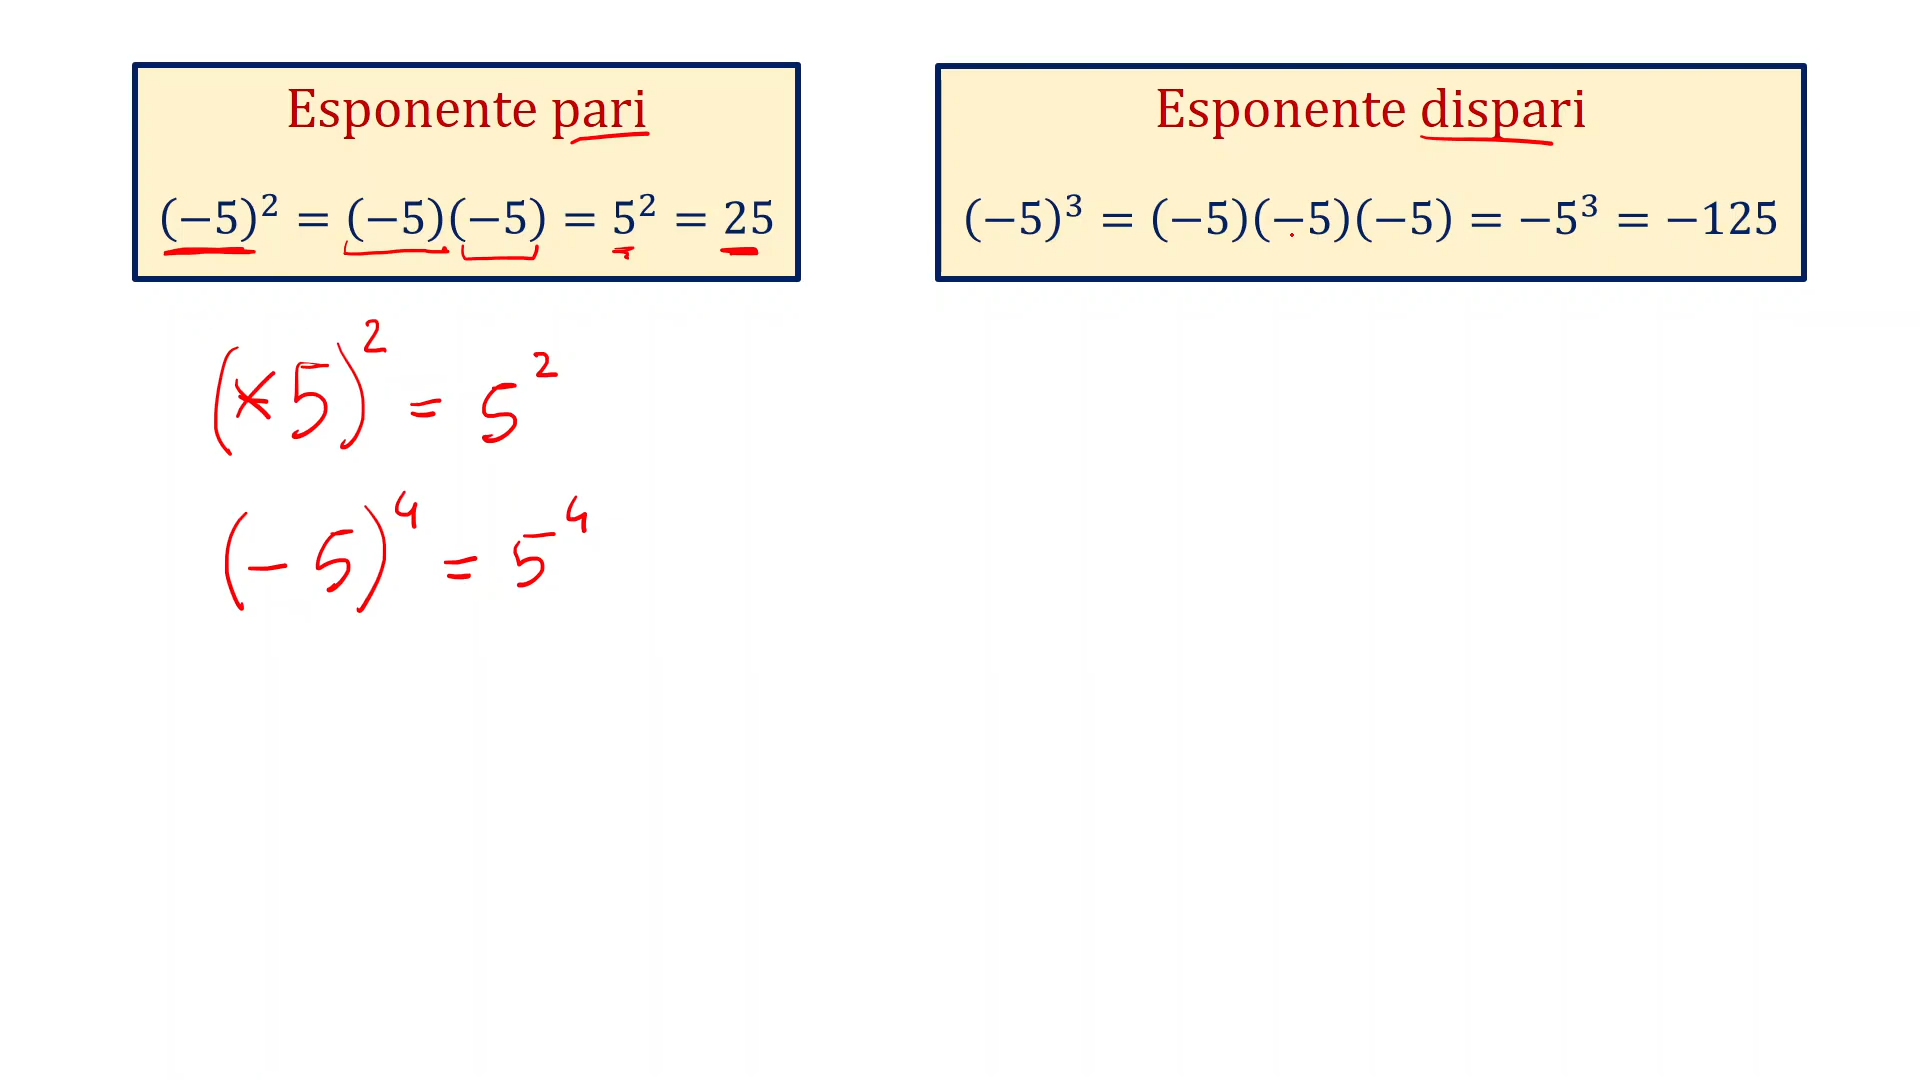 Esponente pari
(−5)² = (−5)(−5) = 5² = 25
Esponente dispari
(−5)³ = (−5)(−5)(−5) = −5³ = −125
(−5)² = 5²
(−5)⁴ = 5⁴